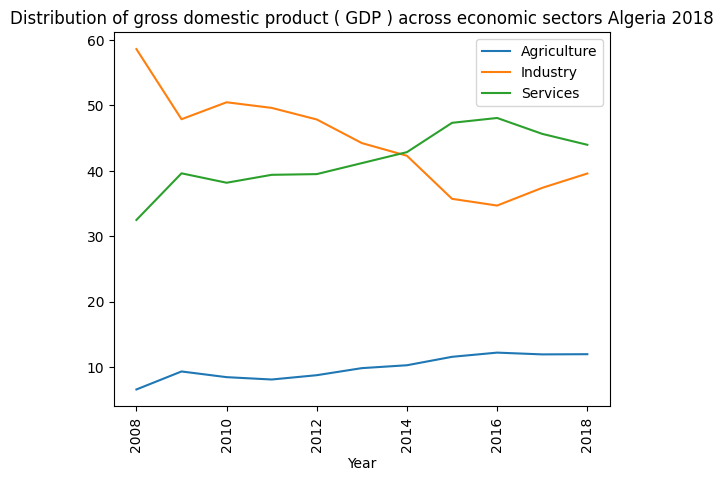 Distribution of gross domestic product ( GDP ) across economic sectors Algeria 2018
60
50
40
30
20
10
Agriculture
Industry
Services
2008
2010
2012
2014
2016
2018
Year